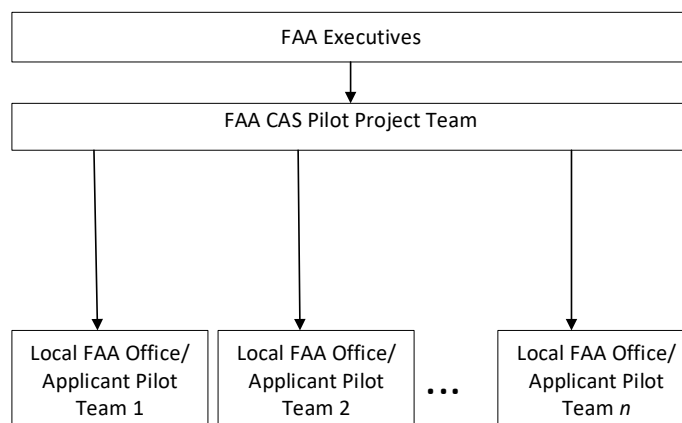 FAA Executives
FAA CAS Pilot Project Team
Local FAA Office/
Applicant Pilot
Team 1
Local FAA Office/
Applicant Pilot
Team 2
...
Local FAA Office/
Applicant Pilot
Team n